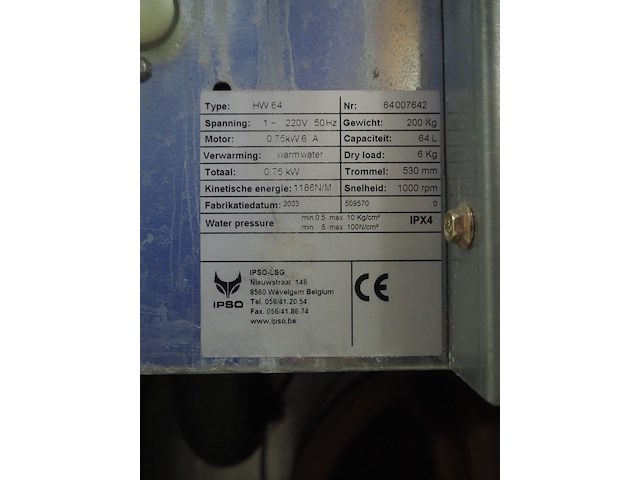 Type: HW 64 Nr: 64007642
Spanning: 1 ~ 220V 50Hz Gewicht: 200 Kg
Motor: 0.75kW 6 A Capaciteit: 64 L
Verwarming: warmwater Dry load: 6 Kg
Totaal: 0.75 kW Trommel: 530 mm
Kinetische energie: 1186N/M Snelheid: 1000 rpm
Fabrikatiedatum: 2003 509570 0
Water pressure min.0.5 max. 10 Kg/cm² IPX4
min. 5 max. 100N/cm²
IPSO-LSG
Nieuwstraat 146
8560 Wevelgem Belgium
Tel. 056/41.20.54
Fax. 056/41.86.74
www.ipso.be
IPSO
CE